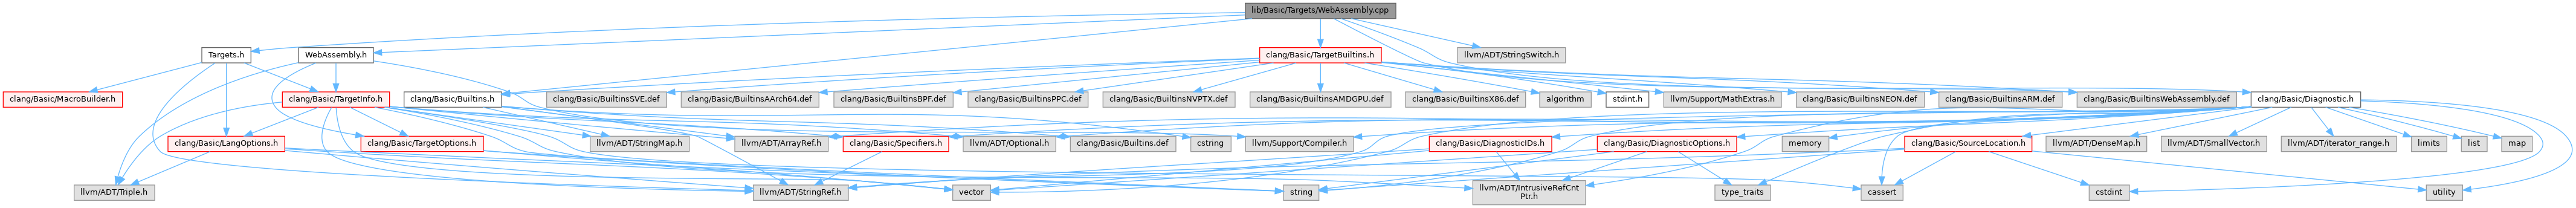 lib/Basic/Targets/WebAssembly.cpp
Targets.h
WebAssembly.h
clang/Basic/TargetBuiltins.h
llvm/ADT/StringSwitch.h
clang/Basic/MacroBuilder.h
clang/Basic/TargetInfo.h
clang/Basic/Builtins.h
clang/Basic/BuiltinsSVE.def
clang/Basic/BuiltinsAArch64.def
clang/Basic/BuiltinsBPF.def
clang/Basic/BuiltinsPPC.def
clang/Basic/BuiltinsNVPTX.def
clang/Basic/BuiltinsAMDGPU.def
clang/Basic/BuiltinsX86.def
algorithm
stdint.h
llvm/Support/MathExtras.h
clang/Basic/BuiltinsNEON.def
clang/Basic/BuiltinsARM.def
clang/Basic/BuiltinsWebAssembly.def
clang/Basic/Diagnostic.h
clang/Basic/LangOptions.h
clang/Basic/TargetOptions.h
llvm/ADT/StringMap.h
llvm/ADT/ArrayRef.h
clang/Basic/Specifiers.h
llvm/ADT/Optional.h
clang/Basic/Builtins.def
cstring
llvm/Support/Compiler.h
clang/Basic/DiagnosticIDs.h
clang/Basic/DiagnosticOptions.h
memory
clang/Basic/SourceLocation.h
llvm/ADT/DenseMap.h
llvm/ADT/SmallVector.h
llvm/ADT/iterator_range.h
limits
list
map
llvm/ADT/Triple.h
llvm/ADT/StringRef.h
vector
string
llvm/ADT/IntrusiveRefCnt
Ptr.h
type_traits
cassert
cstdint
utility